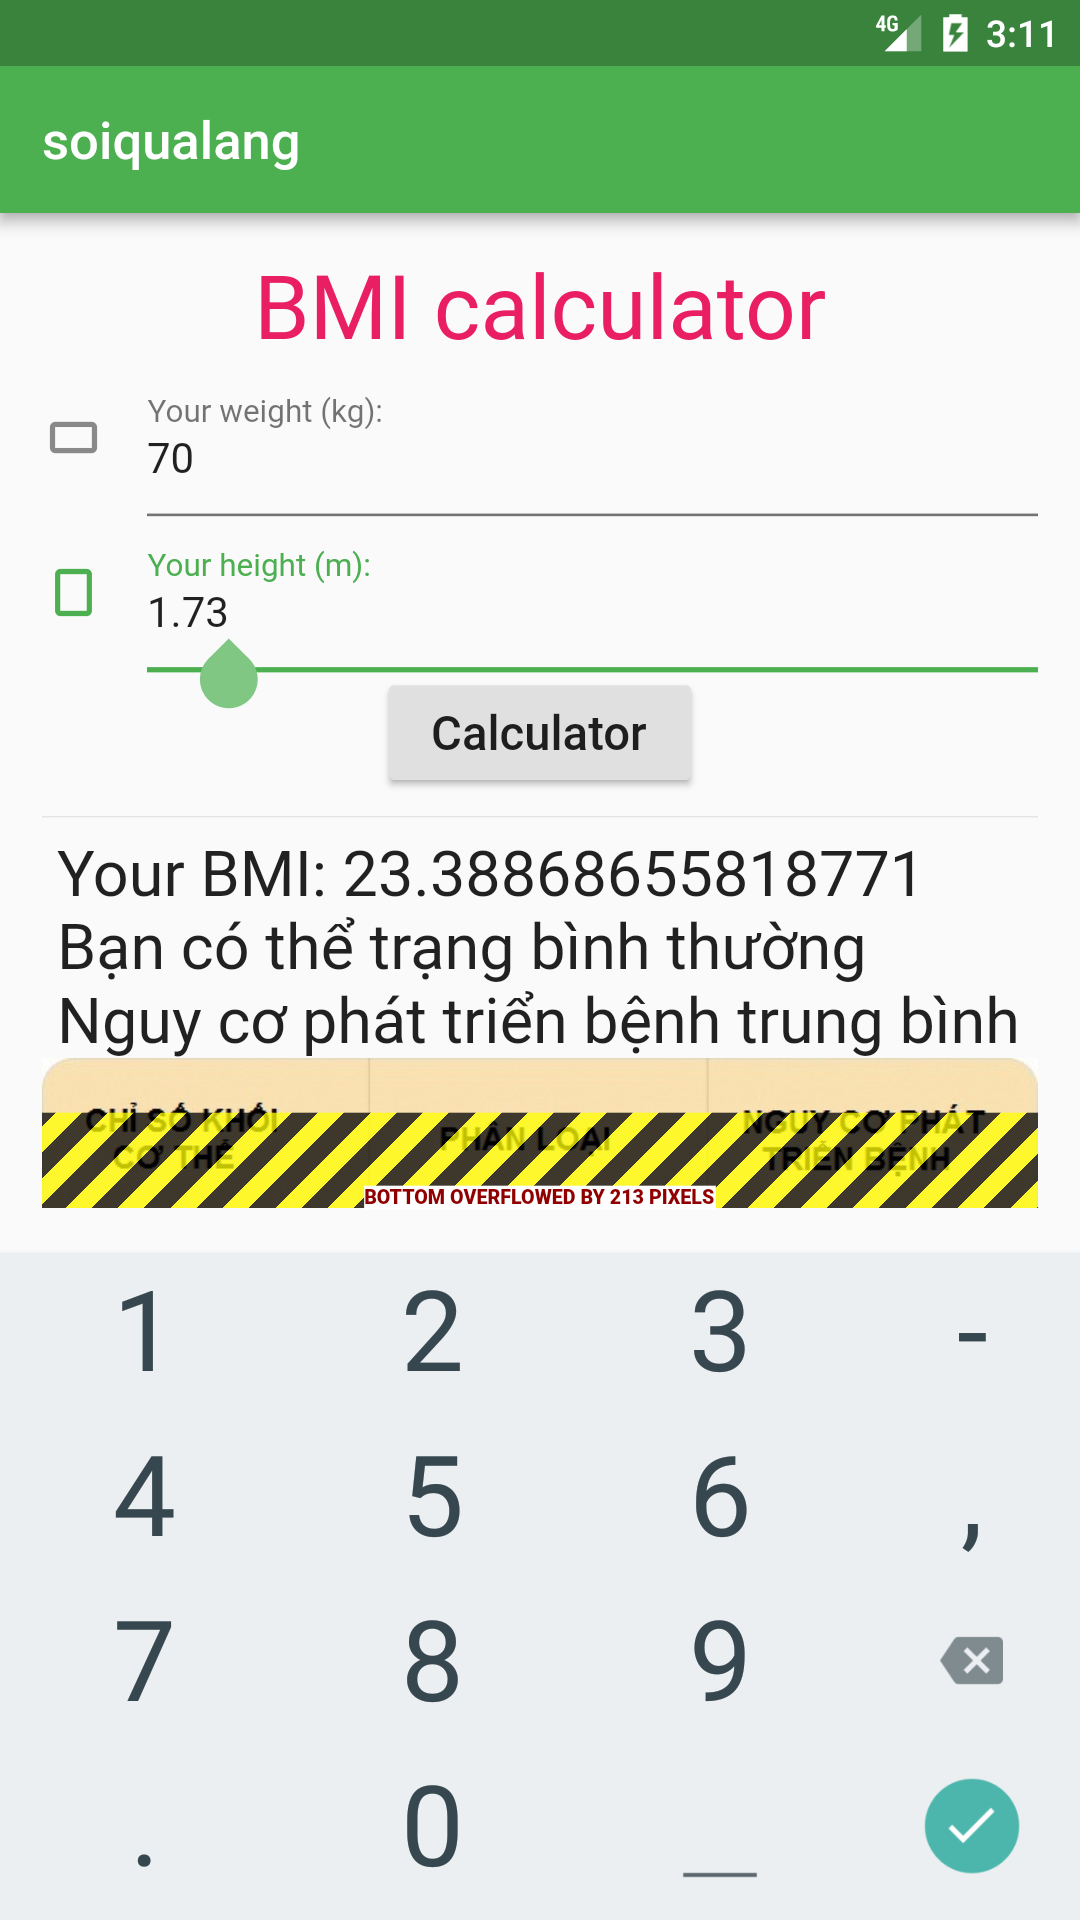 4G 3:11
soiqualang
BMI calculator
Your weight (kg):
70
Your height (m):
1.73
Calculator
Your BMI: 23.38868655818771
Bạn có thể trạng bình thường
Nguy cơ phát triển bệnh trung bình
CHỈ SỐ KHỐI CƠ THỂ
PHÂN LOẠI
NGUY CƠ PHÁT TRIỂN BỆNH
BOTTOM OVERFLOWED BY 213 PIXELS
1 2 3 -
4 5 6 ,
7 8 9
. 0 _